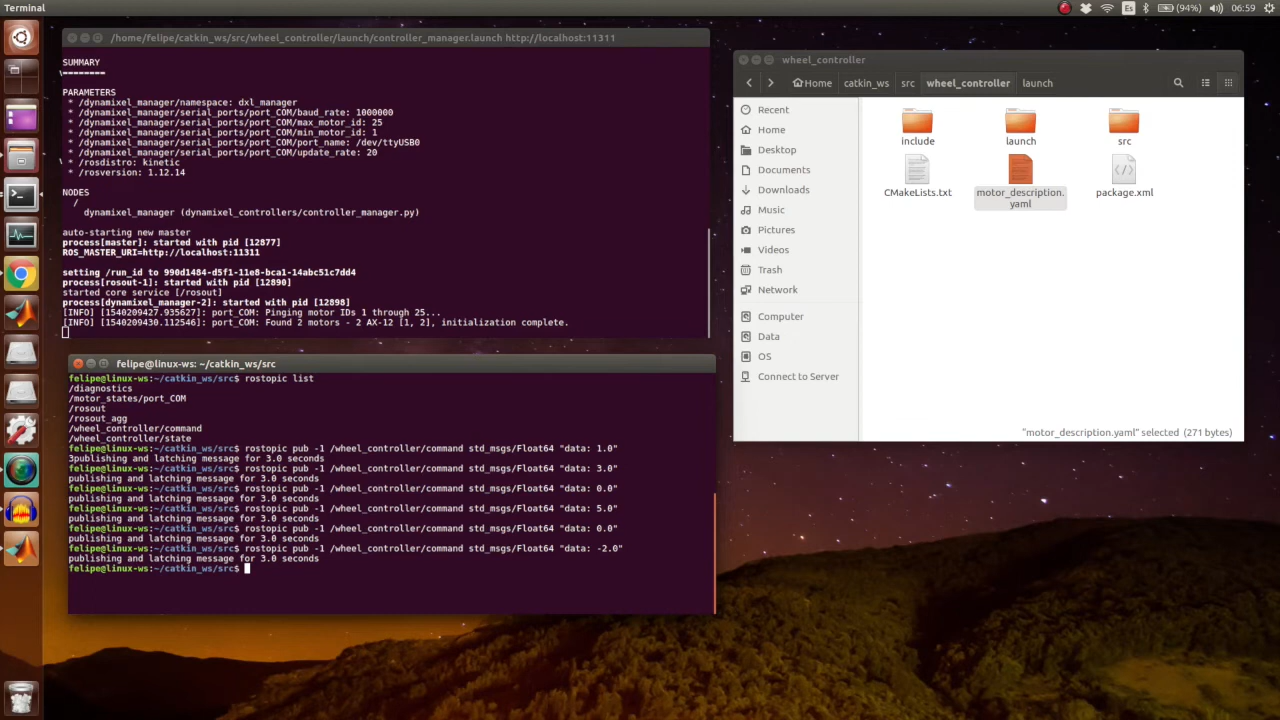 Terminal
Es
(94%)
06:59
/home/felipe/catkin_ws/src/wheel_controller/launch/controller_manager.launch http://localhost:11311
SUMMARY
========
PARAMETERS
* /dynamixel_manager/namespace: dxl_manager
* /dynamixel_manager/serial_ports/port_COM/baud_rate: 1000000
* /dynamixel_manager/serial_ports/port_COM/max_motor_id: 25
* /dynamixel_manager/serial_ports/port_COM/min_motor_id: 1
* /dynamixel_manager/serial_ports/port_COM/port_name: /dev/ttyUSB0
* /dynamixel_manager/serial_ports/port_COM/update_rate: 20
* /rosdistro: kinetic
* /rosversion: 1.12.14
NODES
/
dynamixel_manager (dynamixel_controllers/controller_manager.py)
auto-starting new master
process[master]: started with pid [12877]
ROS_MASTER_URI=http://localhost:11311
setting /run_id to 990d1484-d5f1-11e8-bca1-14abc51c7dd4
process[rosout-1]: started with pid [12890]
started core service [/rosout]
process[dynamixel_manager-2]: started with pid [12898]
[INFO] [1540209427.935627]: port_COM: Pinging motor IDs 1 through 25...
[INFO] [1540209430.112546]: port_COM: Found 2 motors - 2 AX-12 [1, 2], initialization complete.
felipe@linux-ws: ~/catkin_ws/src
felipe@linux-ws:~/catkin_ws/src$ rostopic list
/diagnostics
/motor_states/port_COM
/rosout
/rosout_agg
/wheel_controller/command
/wheel_controller/state
felipe@linux-ws:~/catkin_ws/src$ rostopic pub -1 /wheel_controller/command std_msgs/Float64 "data: 1.0"
3publishing and latching message for 3.0 seconds
felipe@linux-ws:~/catkin_ws/src$ rostopic pub -1 /wheel_controller/command std_msgs/Float64 "data: 3.0"
publishing and latching message for 3.0 seconds
felipe@linux-ws:~/catkin_ws/src$ rostopic pub -1 /wheel_controller/command std_msgs/Float64 "data: 0.0"
publishing and latching message for 3.0 seconds
felipe@linux-ws:~/catkin_ws/src$ rostopic pub -1 /wheel_controller/command std_msgs/Float64 "data: 5.0"
publishing and latching message for 3.0 seconds
felipe@linux-ws:~/catkin_ws/src$ rostopic pub -1 /wheel_controller/command std_msgs/Float64 "data: 0.0"
publishing and latching message for 3.0 seconds
felipe@linux-ws:~/catkin_ws/src$ rostopic pub -1 /wheel_controller/command std_msgs/Float64 "data: -2.0"
publishing and latching message for 3.0 seconds
felipe@linux-ws:~/catkin_ws/src$
wheel_controller
Home catkin_ws src wheel_controller launch
Recent
Home
Desktop
Documents
Downloads
Music
Pictures
Videos
Trash
Network
Computer
Data
OS
Connect to Server
include
launch
src
CMakeLists.txt
motor_description.
yaml
package.xml
"motor_description.yaml" selected (271 bytes)